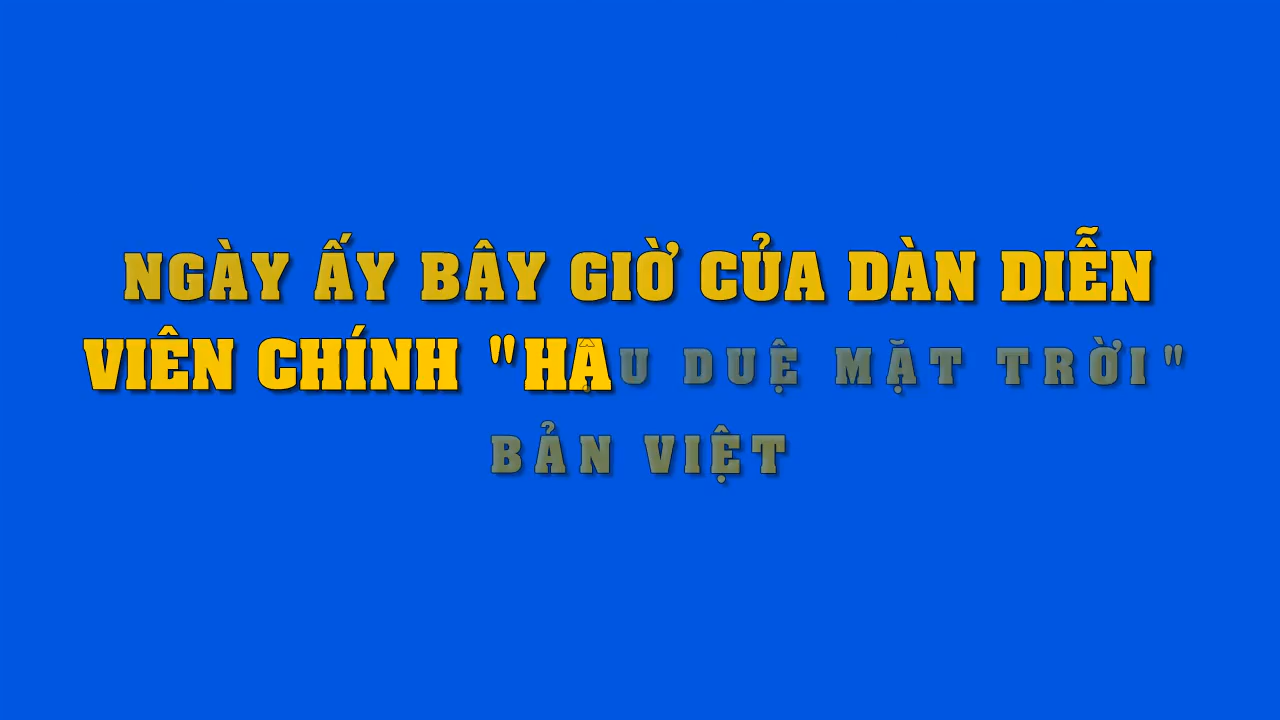 NGÀY ẤY BÂY GIỜ CỦA DÀN DIỄN
VIÊN CHÍNH "HẬU DUỆ MẶT TRỜI"
BẢN VIỆT